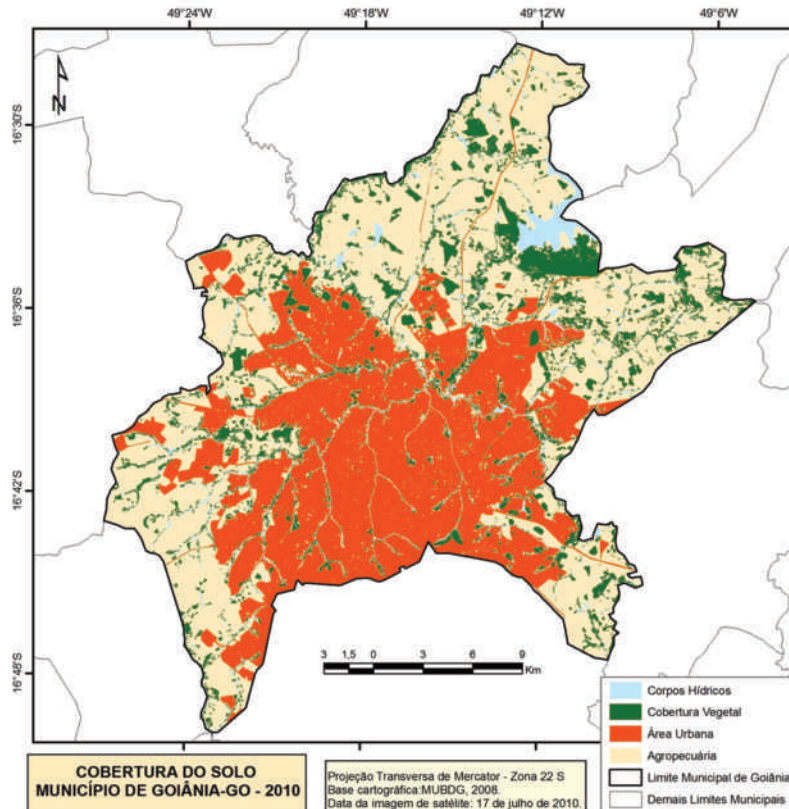 49°24'W 49°18'W 49°12'W 49°6'W
N
16°30'S
16°36'S
16°42'S
16°48'S
3 1,5 0 3 6 9
Km
Corpos Hídricos
Cobertura Vegetal
Área Urbana
Agropecuária
Limite Municipal de Goiânia
Demais Limites Municipais
COBERTURA DO SOLO
MUNICÍPIO DE GOIÂNIA-GO - 2010
Projeção Transversa de Mercator - Zona 22 S
Base cartográfica:MUBDG, 2008.
Data da imagem de satélite: 17 de julho de 2010.